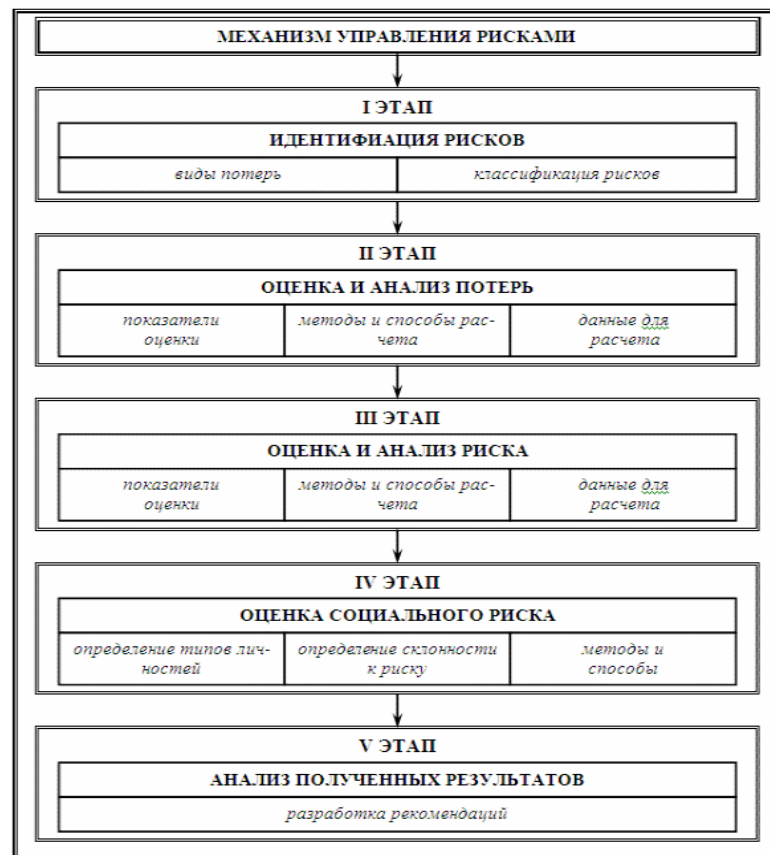 МЕХАНИЗМ УПРАВЛЕНИЯ РИСКАМИ
I ЭТАП
ИДЕНТИФИАЦИЯ РИСКОВ
виды потерь
классификация рисков
II ЭТАП
ОЦЕНКА И АНАЛИЗ ПОТЕРЬ
показатели
оценки
методы и способы рас-
чета
данные для
расчета
III ЭТАП
ОЦЕНКА И АНАЛИЗ РИСКА
показатели
оценки
методы и способы рас-
чета
данные для
расчета
IV ЭТАП
ОЦЕНКА СОЦИАЛЬНОГО РИСКА
определение типов лич-
ностей
определение склонности
к риску
методы и
способы
V ЭТАП
АНАЛИЗ ПОЛУЧЕННЫХ РЕЗУЛЬТАТОВ
разработка рекомендаций